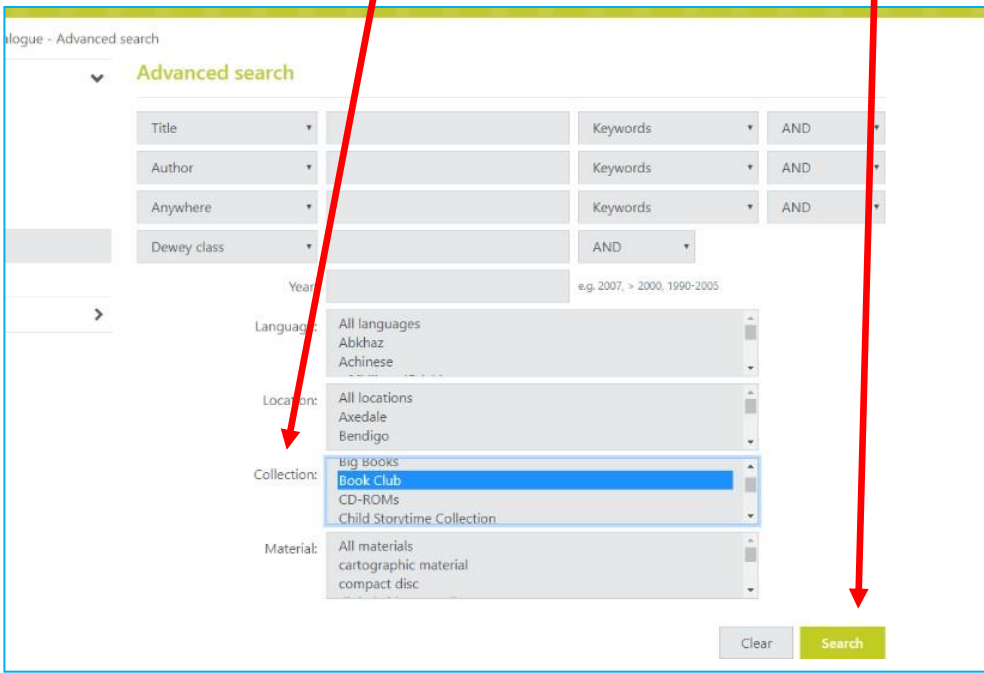 alogue - Advanced search
Advanced search
Title Keywords AND
Author Keywords AND
Anywhere Keywords AND
Dewey class AND
Year e.g. 2007, > 2000, 1990-2005
Language: All languages
Abkhaz
Achinese
Location: All locations
Axedale
Bendigo
Big Books
Collection: Book Club
CD-ROMs
Child Storytime Collection
Material: All materials
cartographic material
compact disc
Clear Search